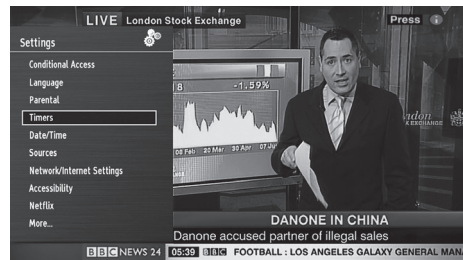 LIVE London Stock Exchange
Press i
Settings
Conditional Access
Language
Parental
Timers
Date/Time
Sources
Network/Internet Settings
Accessibility
Netflix
More...
-1.59%
20 Mar 30 Apr
EXCHANGE
DANONE IN CHINA
Danone accused partner of illegal sales
BBC NEWS 24 05:39 BBC FOOTBALL : LOS ANGELES GALAXY GENERAL MAN